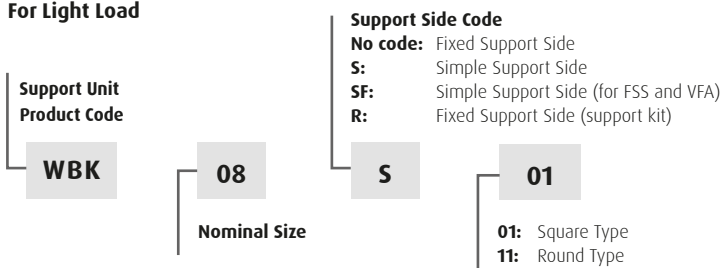 For Light Load
Support Side Code
No code: Fixed Support Side
S: Simple Support Side
SF: Simple Support Side (for FSS and VFA)
R: Fixed Support Side (support kit)
Support Unit
Product Code
WBK
08
S
01
Nominal Size
01: Square Type
11: Round Type